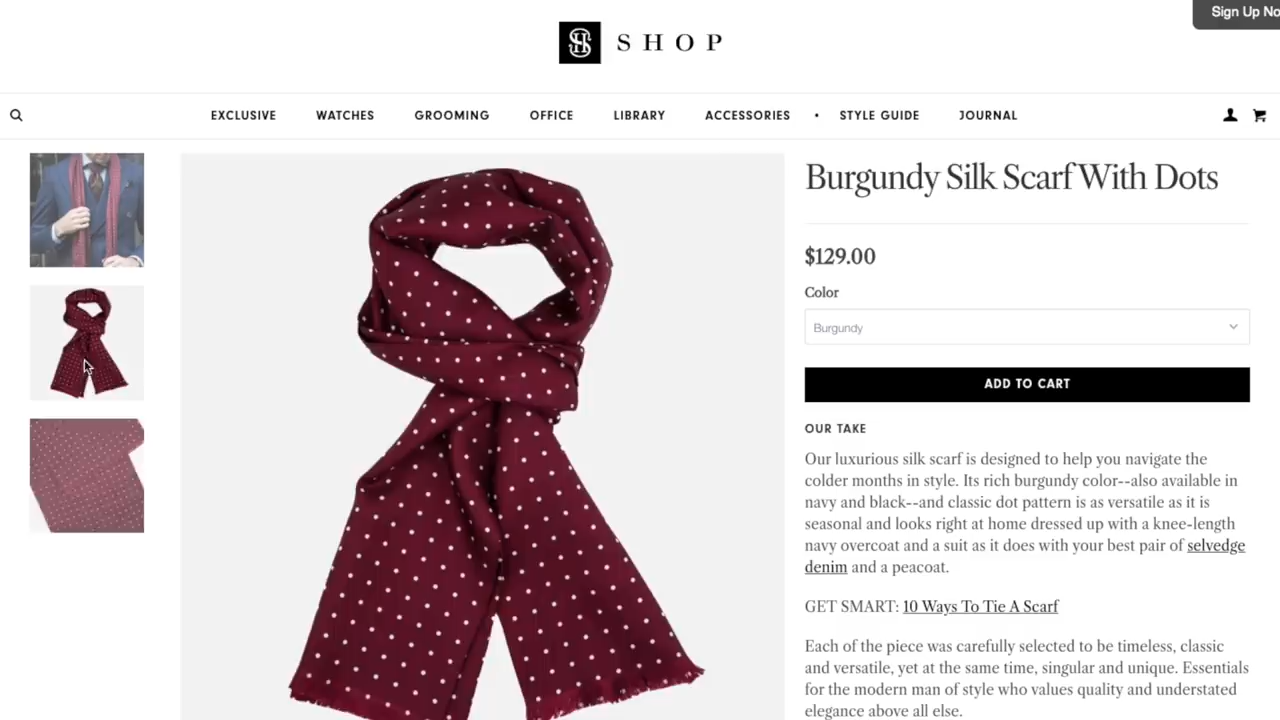 Sign Up No
SHOP
EXCLUSIVE WATCHES GROOMING OFFICE LIBRARY ACCESSORIES • STYLE GUIDE JOURNAL
Burgundy Silk Scarf With Dots
$129.00
Color
Burgundy
ADD TO CART
OUR TAKE
Our luxurious silk scarf is designed to help you navigate the
colder months in style. Its rich burgundy color--also available in
navy and black--and classic dot pattern is as versatile as it is
seasonal and looks right at home dressed up with a knee-length
navy overcoat and a suit as it does with your best pair of selvedge
denim and a peacoat.
GET SMART: 10 Ways To Tie A Scarf
Each of the piece was carefully selected to be timeless, classic
and versatile, yet at the same time, singular and unique. Essentials
for the modern man of style who values quality and understated
elegance above all else.